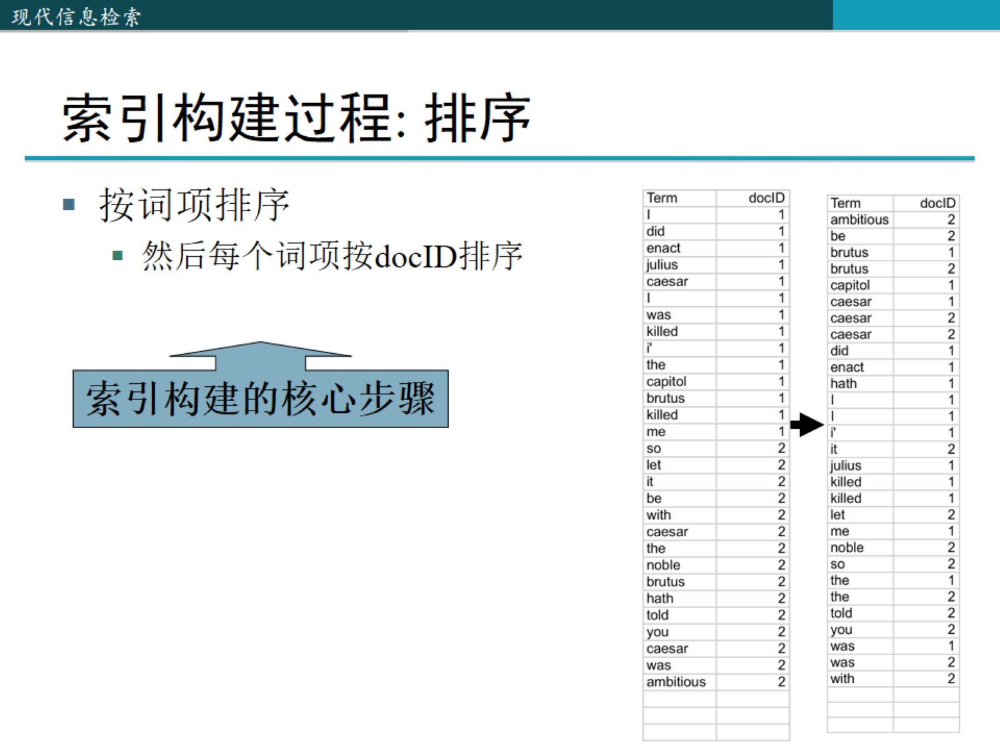 现代信息检索
索引构建过程: 排序
按词项排序
然后每个词项按docID排序
索引构建的核心步骤
Term docID
I 1
did 1
enact 1
julius 1
caesar 1
I 1
was 1
killed 1
i' 1
the 1
capitol 1
brutus 1
killed 1
me 1
so 2
let 2
it 2
be 2
with 2
caesar 2
the 2
noble 2
brutus 2
hath 2
told 2
you 2
caesar 2
was 2
ambitious 2
Term docID
ambitious 2
be 2
brutus 1
brutus 2
capitol 1
caesar 1
caesar 2
caesar 2
did 1
enact 1
hath 1
I 1
I 1
i' 1
it 2
julius 1
killed 1
killed 1
let 2
me 1
noble 2
so 2
the 1
the 2
told 2
you 2
was 1
was 2
with 2